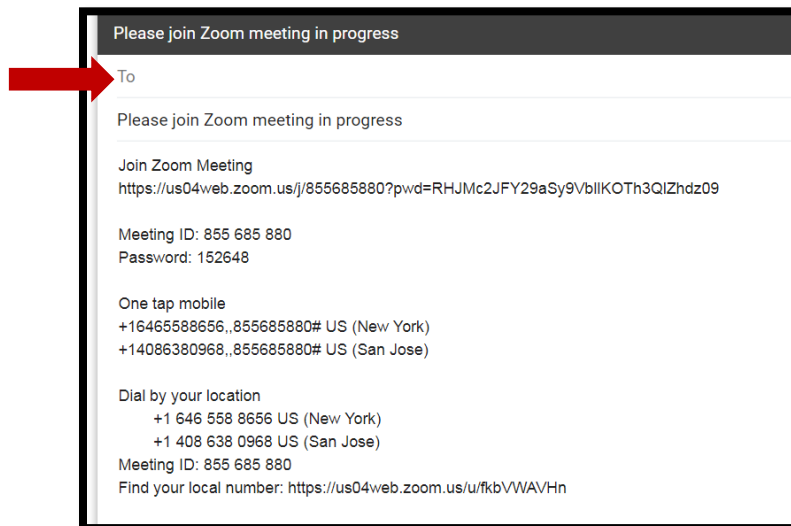 Please join Zoom meeting in progress
To
Please join Zoom meeting in progress
Join Zoom Meeting
https://us04web.zoom.us/j/855685880?pwd=RHJMc2JFY29aSy9VbllKOTh3QlZhdz09
Meeting ID: 855 685 880
Password: 152648
One tap mobile
+16465588656,,855685880# US (New York)
+14086380968,,855685880# US (San Jose)
Dial by your location
+1 646 558 8656 US (New York)
+1 408 638 0968 US (San Jose)
Meeting ID: 855 685 880
Find your local number: https://us04web.zoom.us/u/fkbVWAVHn